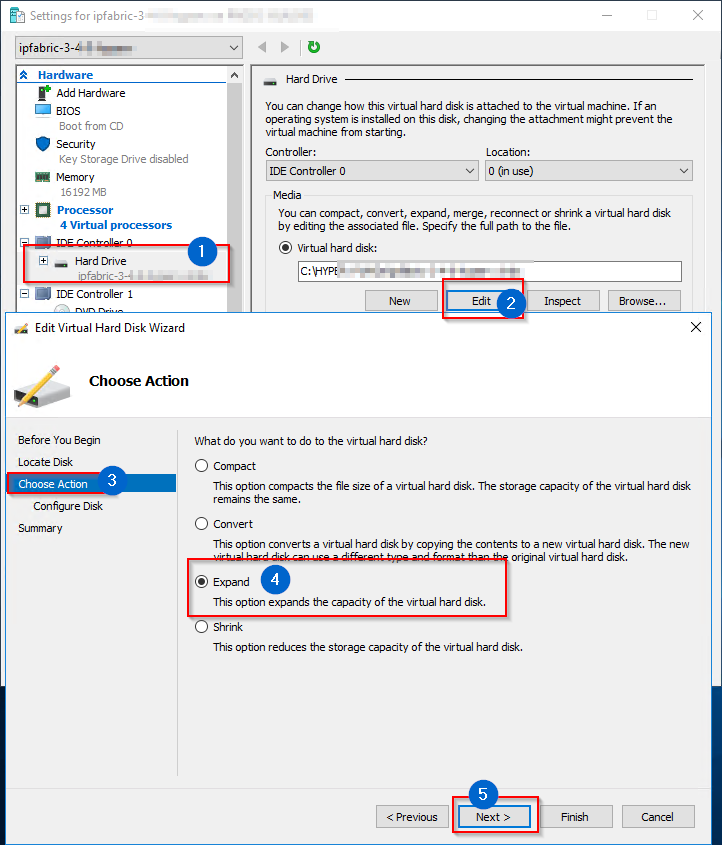 Settings for ipfabric-3
ipfabric-3-4
Hardware
Add Hardware
BIOS
Boot from CD
Security
Key Storage Drive disabled
Memory
16192 MB
Processor
4 Virtual processors
IDE Controller 0
1
Hard Drive
ipfabric-3-4
IDE Controller 1
DVD Drive
Hard Drive
You can change how this virtual hard disk is attached to the virtual machine. If an
operating system is installed on this disk, changing the attachment might prevent the
virtual machine from starting.
Controller:
Location:
IDE Controller 0
0 (in use)
Media
You can compact, convert, expand, merge, reconnect or shrink a virtual hard disk
by editing the associated file. Specify the full path to the file.
Virtual hard disk:
C:\HYPE
New
Edit
2
Inspect
Browse...
Edit Virtual Hard Disk Wizard
Choose Action
Before You Begin
Locate Disk
Choose Action
3
Configure Disk
Summary
What do you want to do to the virtual hard disk?
Compact
This option compacts the file size of a virtual hard disk. The storage capacity of the virtual hard disk
remains the same.
Convert
This option converts a virtual hard disk by copying the contents to a new virtual hard disk. The new
virtual hard disk can use a different type and format than the original virtual hard disk.
Expand
4
This option expands the capacity of the virtual hard disk.
Shrink
This option reduces the storage capacity of the virtual hard disk.
5
< Previous
Next >
Finish
Cancel